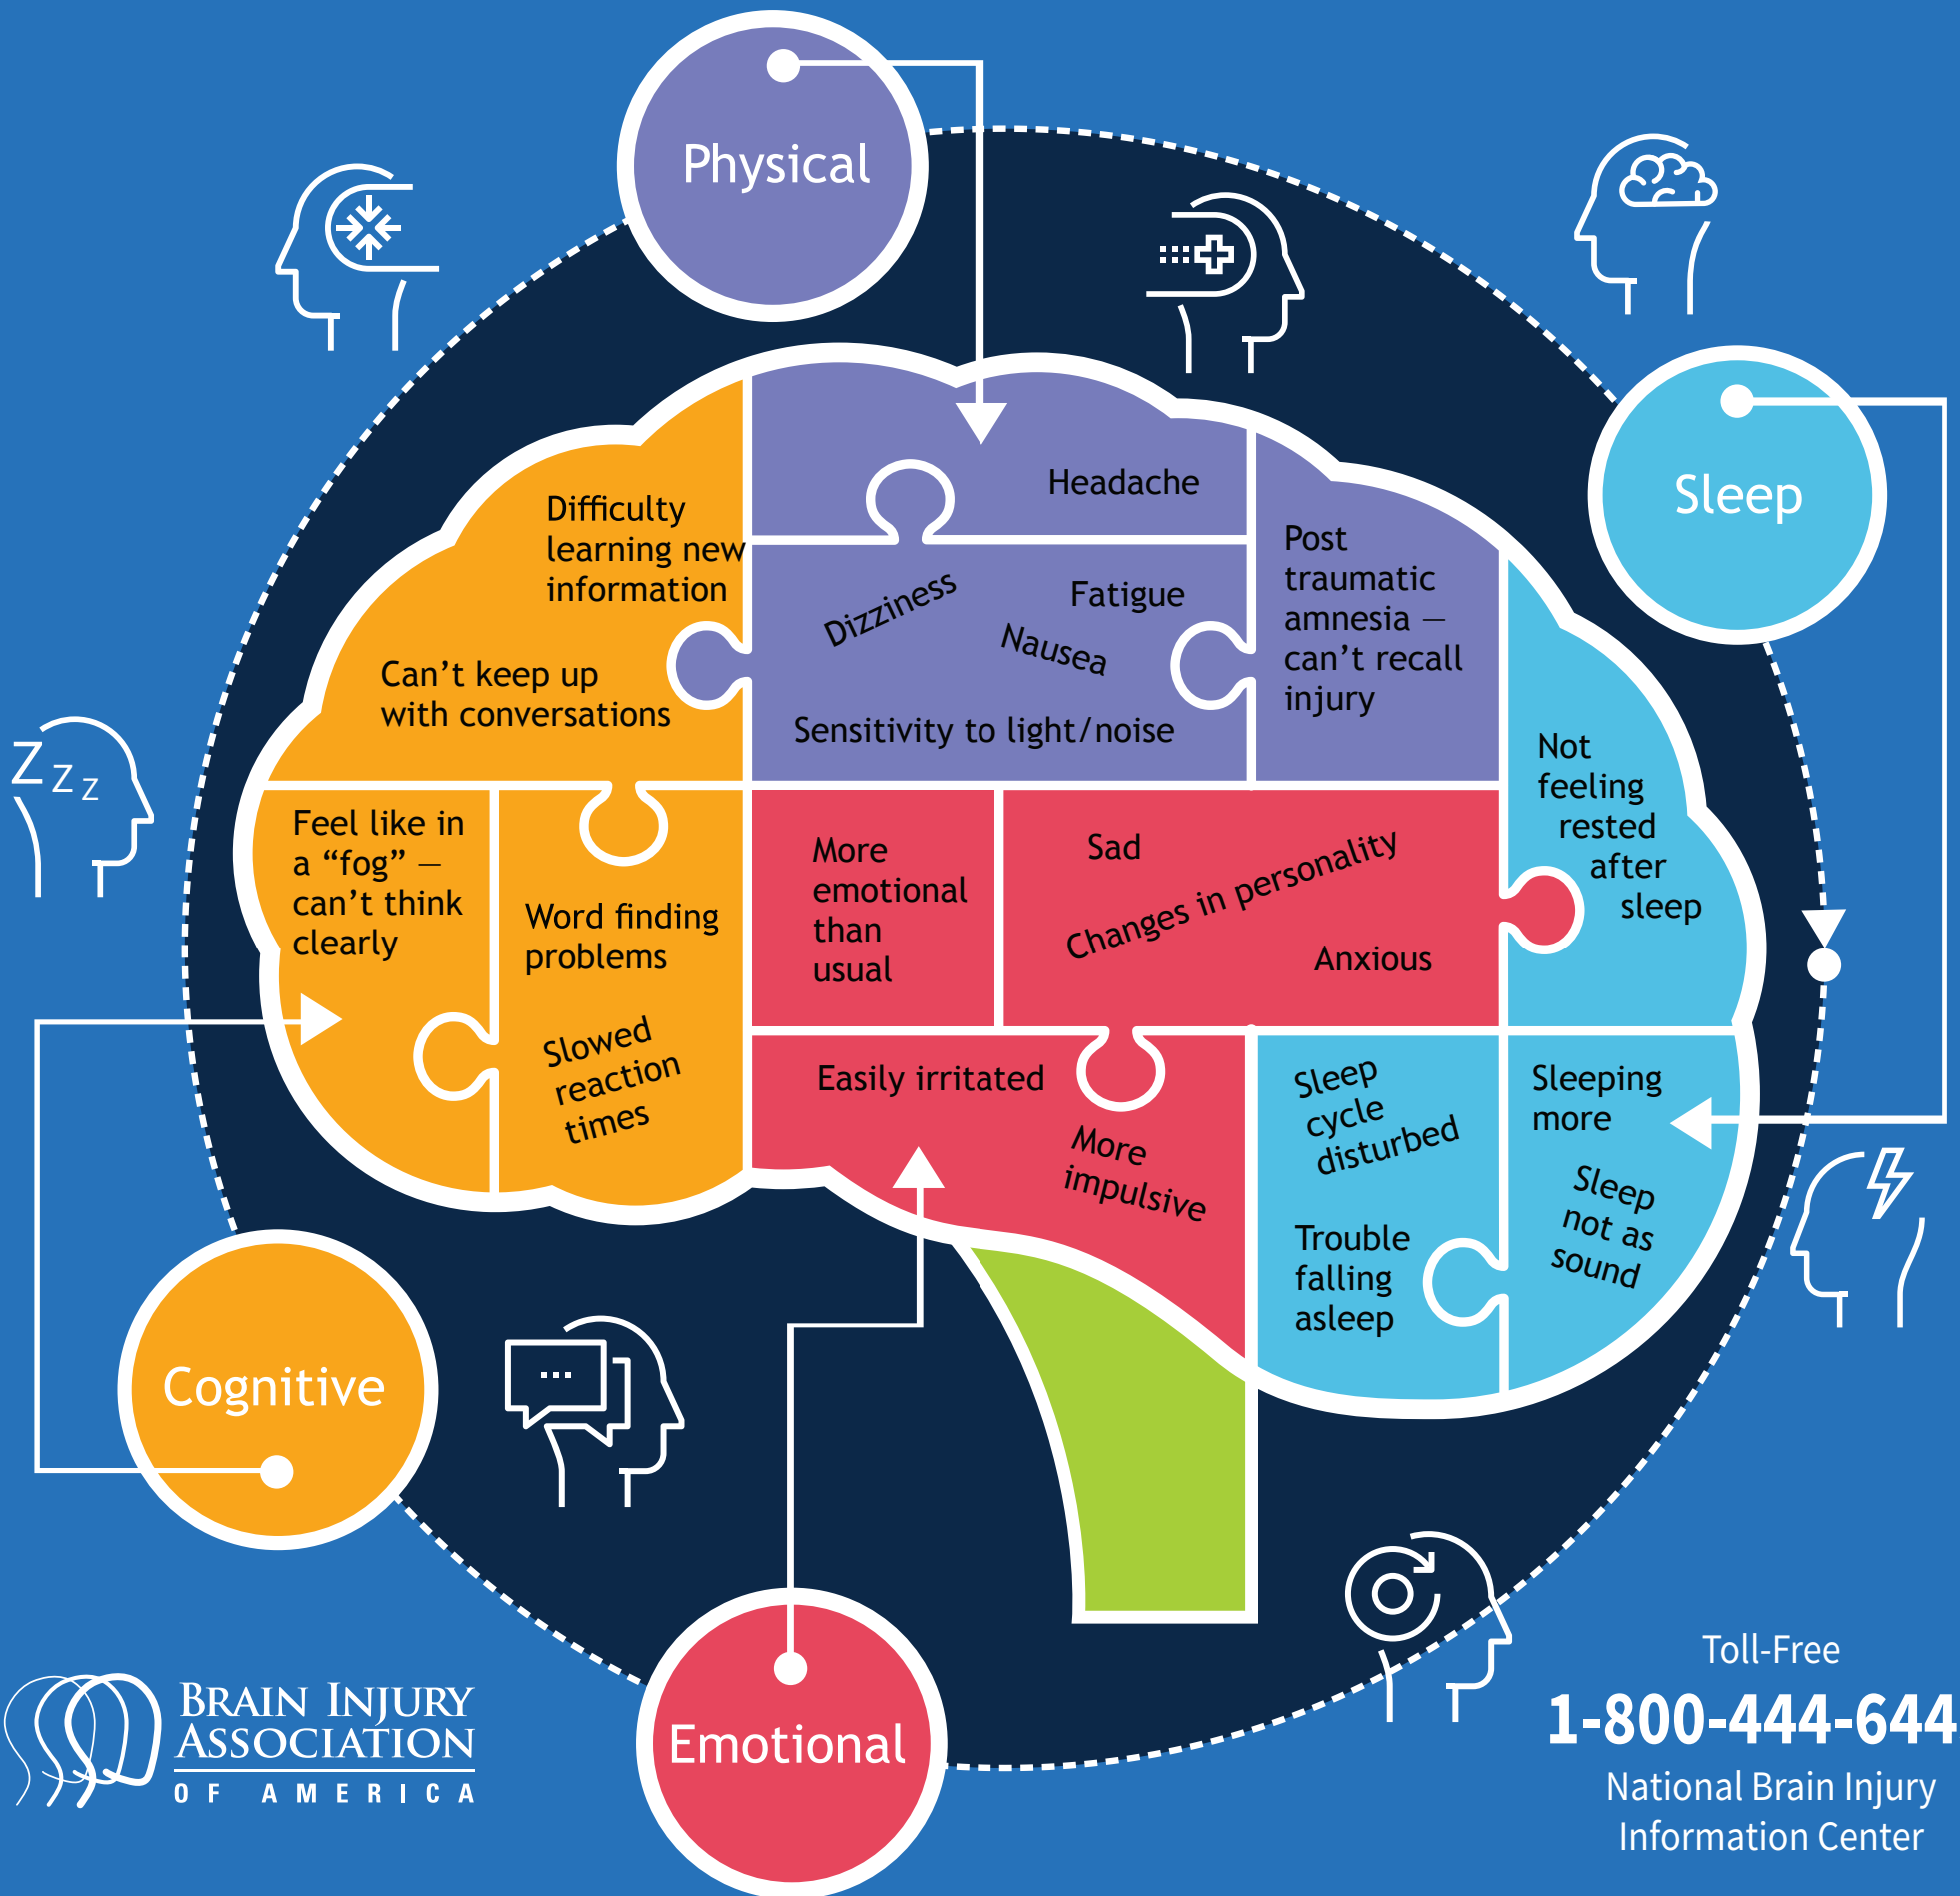 Physical
Sleep
Headache
Difficulty
learning new
information
Post
traumatic
amnesia —
can't recall
injury
Dizziness
Fatigue
Nausea
Sensitivity to light/noise
Can't keep up
with conversations
Z z z
Not
feeling
rested
after
sleep
Feel like in
a “fog” —
can't think
clearly
Word finding
problems
Slowed
reaction
times
More
emotional
than
usual
Sad
Changes in personality
Anxious
Easily irritated
More
impulsive
Sleep
cycle
disturbed
Trouble
falling
asleep
Sleeping
more
Sleep
not as
sound
Cognitive
Emotional
BRAIN INJURY
ASSOCIATION
OF AMERICA
Toll-Free
1-800-444-644
National Brain Injury
Information Center